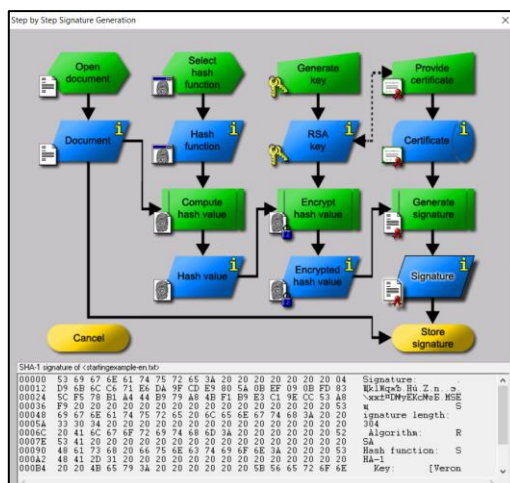 Step by Step Signature Generation
Open
document
Select
hash
function
Generate
key
Provide
certificate
Document
Hash
function
RSA
key
Certificate
Compute
hash value
Encrypt
hash value
Generate
signature
Hash value
Encrypted
hash value
Signature
Cancel
Store
signature
SHA-1 signature of <startingexample-en.txt>
00000 53 69 67 6E 61 74 75 72 65 3A 20 20 20 20 20 20 20 04 Signature:
00012 D9 6B 6C C6 71 E6 DA 9F CD E9 80 5A 0B EF 09 0B FD 83
00024 5C F5 78 B1 A4 44 B9 79 A8 4B F1 B9 E3 C1 9E CC 53 A8
00036 F9 20 20 20 20 20 20 20 20 20 20 20 20 20 20 20 20 53 S
00048 69 67 6E 61 74 75 72 65 20 6C 65 6E 67 74 68 3A 20 20 ignature length:
0005A 33 30 34 20 20 20 20 20 20 20 20 20 20 20 20 20 20 20 304
0006C 20 41 6C 67 6F 72 69 74 68 6D 3A 20 20 20 20 20 20 52 Algorithm: R
0007E 53 41 20 20 20 20 20 20 20 20 20 20 20 20 20 20 20 20 SA
00090 48 61 73 68 20 66 75 6E 63 74 69 6F 6E 3A 20 20 20 53 Hash function: S
000A2 48 41 2D 31 20 20 20 20 20 20 20 20 20 20 20 20 20 20 HA-1
000B4 20 20 4B 65 79 3A 20 20 20 20 20 20 20 5B 56 65 72 6F 6E Key: [Veron